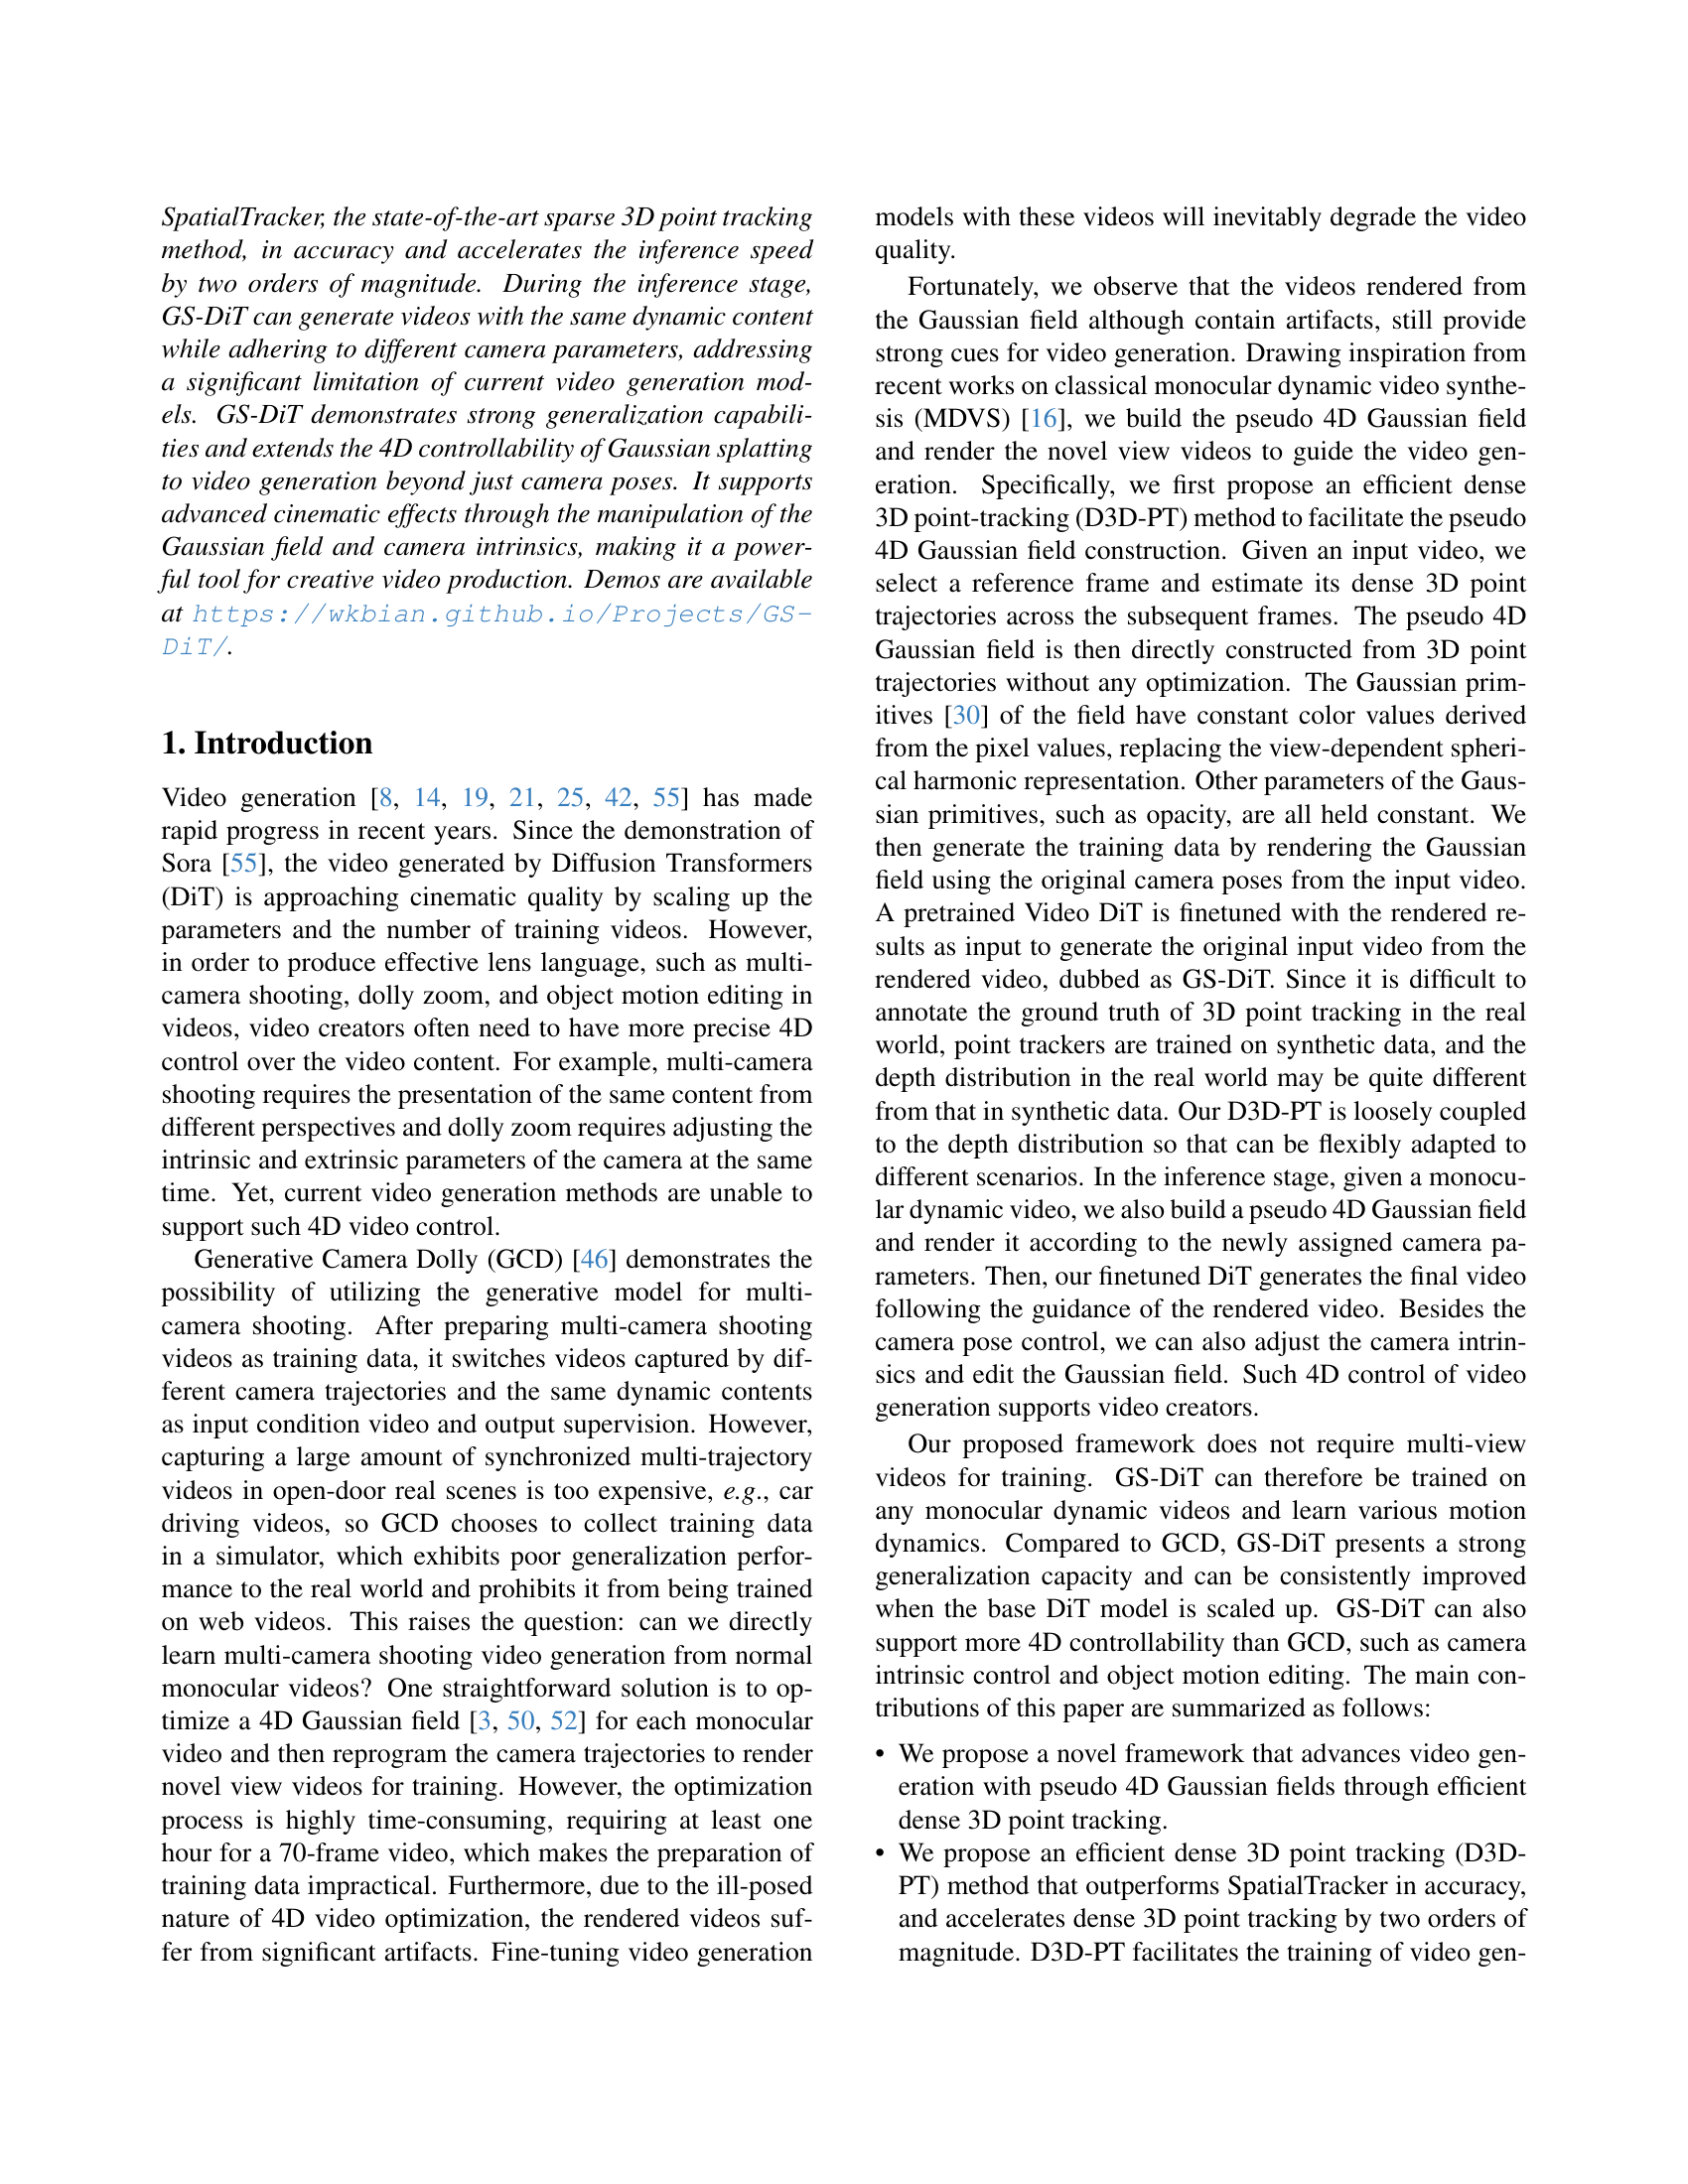 SpatialTracker, the state-of-the-art sparse 3D point tracking
method, in accuracy and accelerates the inference speed
by two orders of magnitude. During the inference stage,
GS-DiT can generate videos with the same dynamic content
while adhering to different camera parameters, addressing
a significant limitation of current video generation mod-
els. GS-DiT demonstrates strong generalization capabili-
ties and extends the 4D controllability of Gaussian splatting
to video generation beyond just camera poses. It supports
advanced cinematic effects through the manipulation of the
Gaussian field and camera intrinsics, making it a power-
ful tool for creative video production. Demos are available
at https://wkbian.github.io/Projects/GS-
DiT/.
1. Introduction
Video generation [8, 14, 19, 21, 25, 42, 55] has made
rapid progress in recent years. Since the demonstration of
Sora [55], the video generated by Diffusion Transformers
(DiT) is approaching cinematic quality by scaling up the
parameters and the number of training videos. However,
in order to produce effective lens language, such as multi-
camera shooting, dolly zoom, and object motion editing in
videos, video creators often need to have more precise 4D
control over the video content. For example, multi-camera
shooting requires the presentation of the same content from
different perspectives and dolly zoom requires adjusting the
intrinsic and extrinsic parameters of the camera at the same
time. Yet, current video generation methods are unable to
support such 4D video control.
Generative Camera Dolly (GCD) [46] demonstrates the
possibility of utilizing the generative model for multi-
camera shooting. After preparing multi-camera shooting
videos as training data, it switches videos captured by dif-
ferent camera trajectories and the same dynamic contents
as input condition video and output supervision. However,
capturing a large amount of synchronized multi-trajectory
videos in open-door real scenes is too expensive, e.g., car
driving videos, so GCD chooses to collect training data
in a simulator, which exhibits poor generalization perfor-
mance to the real world and prohibits it from being trained
on web videos. This raises the question: can we directly
learn multi-camera shooting video generation from normal
monocular videos? One straightforward solution is to op-
timize a 4D Gaussian field [3, 50, 52] for each monocular
video and then reprogram the camera trajectories to render
novel view videos for training. However, the optimization
process is highly time-consuming, requiring at least one
hour for a 70-frame video, which makes the preparation of
training data impractical. Furthermore, due to the ill-posed
nature of 4D video optimization, the rendered videos suf-
fer from significant artifacts. Fine-tuning video generation
models with these videos will inevitably degrade the video
quality.
Fortunately, we observe that the videos rendered from
the Gaussian field although contain artifacts, still provide
strong cues for video generation. Drawing inspiration from
recent works on classical monocular dynamic video synthe-
sis (MDVS) [16], we build the pseudo 4D Gaussian field
and render the novel view videos to guide the video gen-
eration. Specifically, we first propose an efficient dense
3D point-tracking (D3D-PT) method to facilitate the pseudo
4D Gaussian field construction. Given an input video, we
select a reference frame and estimate its dense 3D point
trajectories across the subsequent frames. The pseudo 4D
Gaussian field is then directly constructed from 3D point
trajectories without any optimization. The Gaussian prim-
itives [30] of the field have constant color values derived
from the pixel values, replacing the view-dependent spheri-
cal harmonic representation. Other parameters of the Gaus-
sian primitives, such as opacity, are all held constant. We
then generate the training data by rendering the Gaussian
field using the original camera poses from the input video.
A pretrained Video DiT is finetuned with the rendered re-
sults as input to generate the original input video from the
rendered video, dubbed as GS-DiT. Since it is difficult to
annotate the ground truth of 3D point tracking in the real
world, point trackers are trained on synthetic data, and the
depth distribution in the real world may be quite different
from that in synthetic data. Our D3D-PT is loosely coupled
to the depth distribution so that can be flexibly adapted to
different scenarios. In the inference stage, given a monocu-
lar dynamic video, we also build a pseudo 4D Gaussian field
and render it according to the newly assigned camera pa-
rameters. Then, our finetuned DiT generates the final video
following the guidance of the rendered video. Besides the
camera pose control, we can also adjust the camera intrin-
sics and edit the Gaussian field. Such 4D control of video
generation supports video creators.
Our proposed framework does not require multi-view
videos for training. GS-DiT can therefore be trained on
any monocular dynamic videos and learn various motion
dynamics. Compared to GCD, GS-DiT presents a strong
generalization capacity and can be consistently improved
when the base DiT model is scaled up. GS-DiT can also
support more 4D controllability than GCD, such as camera
intrinsic control and object motion editing. The main con-
tributions of this paper are summarized as follows:
• We propose a novel framework that advances video gen-
eration with pseudo 4D Gaussian fields through efficient
dense 3D point tracking.
• We propose an efficient dense 3D point tracking (D3D-
PT) method that outperforms SpatialTracker in accuracy,
and accelerates dense 3D point tracking by two orders of
magnitude. D3D-PT facilitates the training of video gen-